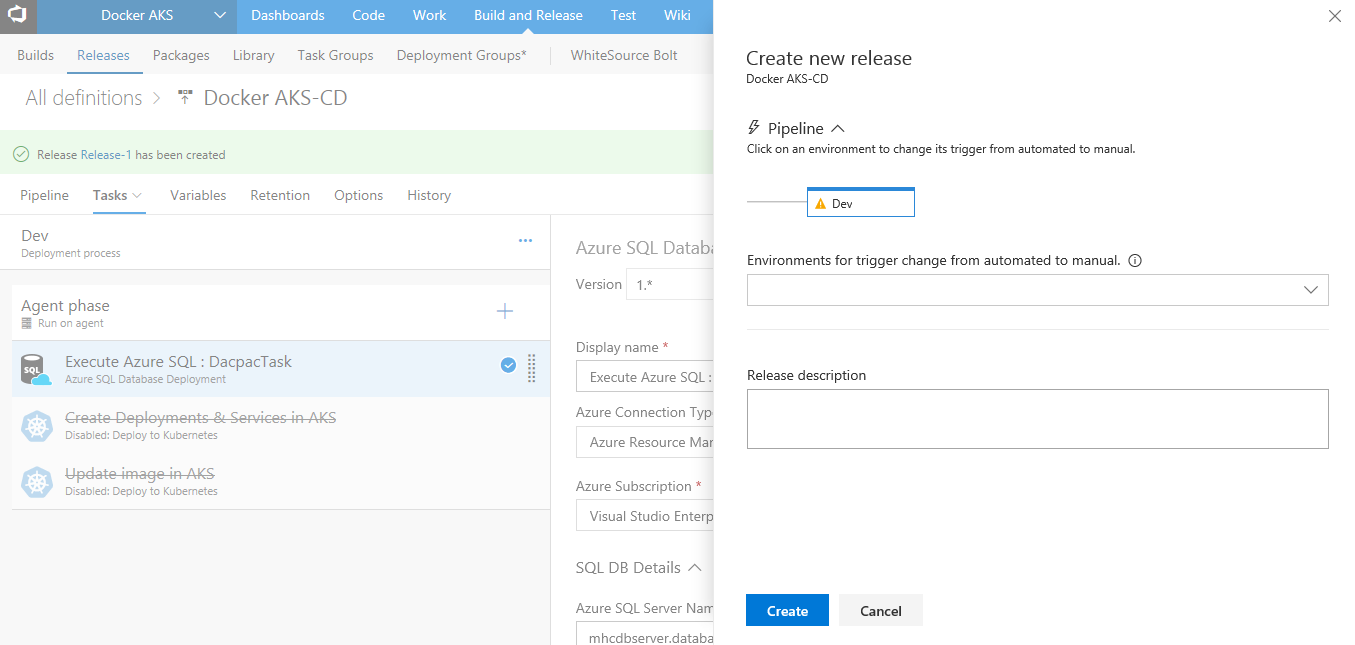 Docker AKS
Dashboards
Code
Work
Build and Release
Test
Wiki
Builds
Releases
Packages
Library
Task Groups
Deployment Groups*
WhiteSource Bolt
All definitions
Docker AKS-CD
Release Release-1 has been created
Pipeline
Tasks
Variables
Retention
Options
History
Dev
Deployment process
Agent phase
Run on agent
SQL
Execute Azure SQL : DacpacTask
Azure SQL Database Deployment
Create Deployments & Services in AKS
Disabled: Deploy to Kubernetes
Update image in AKS
Disabled: Deploy to Kubernetes
Azure SQL Databa
Version
1.*
Display name *
Execute Azure SQL :
Azure Connection Type
Azure Resource Man
Azure Subscription *
Visual Studio Enterp
SQL DB Details
Azure SQL Server Nam
mhcdbserver.databa
Create new release
Docker AKS-CD
Pipeline
Click on an environment to change its trigger from automated to manual.
Dev
Environments for trigger change from automated to manual.
Release description
Create
Cancel